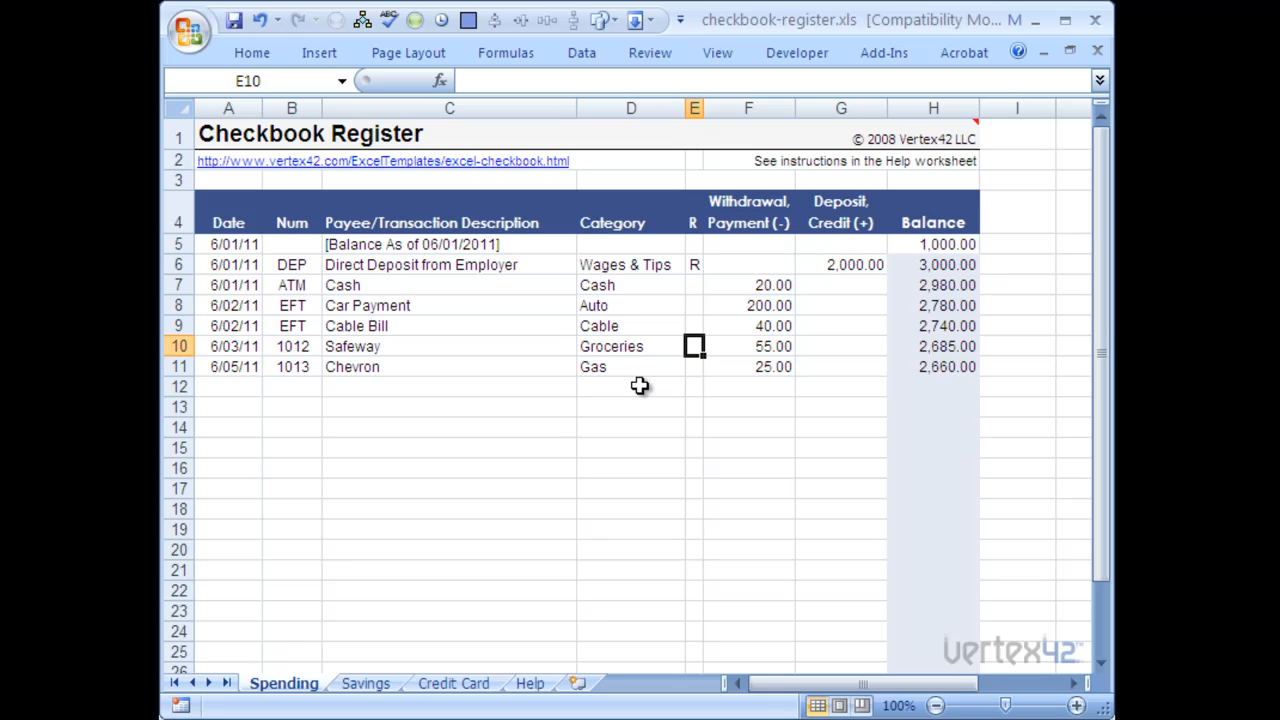 checkbook-register.xls [Compatibility Mo... M
Home Insert Page Layout Formulas Data Review View Developer Add-Ins Acrobat
E10 fx
A B C D E F G H I
1 Checkbook Register © 2008 Vertex42 LLC
2 http://www.vertex42.com/ExcelTemplates/excel-checkbook.html See instructions in the Help worksheet
3
4 Date Num Payee/Transaction Description Category R Withdrawal, Payment (-) Deposit, Credit (+) Balance
5 6/01/11 [Balance As of 06/01/2011] 1,000.00
6 6/01/11 DEP Direct Deposit from Employer Wages & Tips R 2,000.00 3,000.00
7 6/01/11 ATM Cash Cash 20.00 2,980.00
8 6/02/11 EFT Car Payment Auto 200.00 2,780.00
9 6/02/11 EFT Cable Bill Cable 40.00 2,740.00
10 6/03/11 1012 Safeway Groceries 55.00 2,685.00
11 6/05/11 1013 Chevron Gas 25.00 2,660.00
12
13
14
15
16
17
18
19
20
21
22
23
24
25
26
vertex42
Spending Savings Credit Card Help
100%